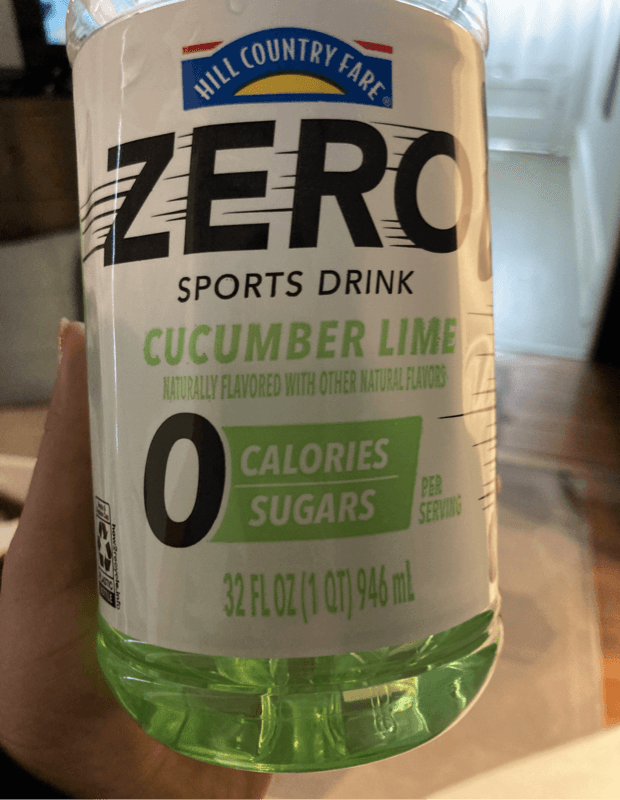 HILL COUNTRY FARE®
ZERO
SPORTS DRINK
CUCUMBER LIME
NATURALLY FLAVORED WITH OTHER NATURAL FLAVORS
0 CALORIES
SUGARS
PER
SERVING
32 FL OZ (1 QT) 946 mL